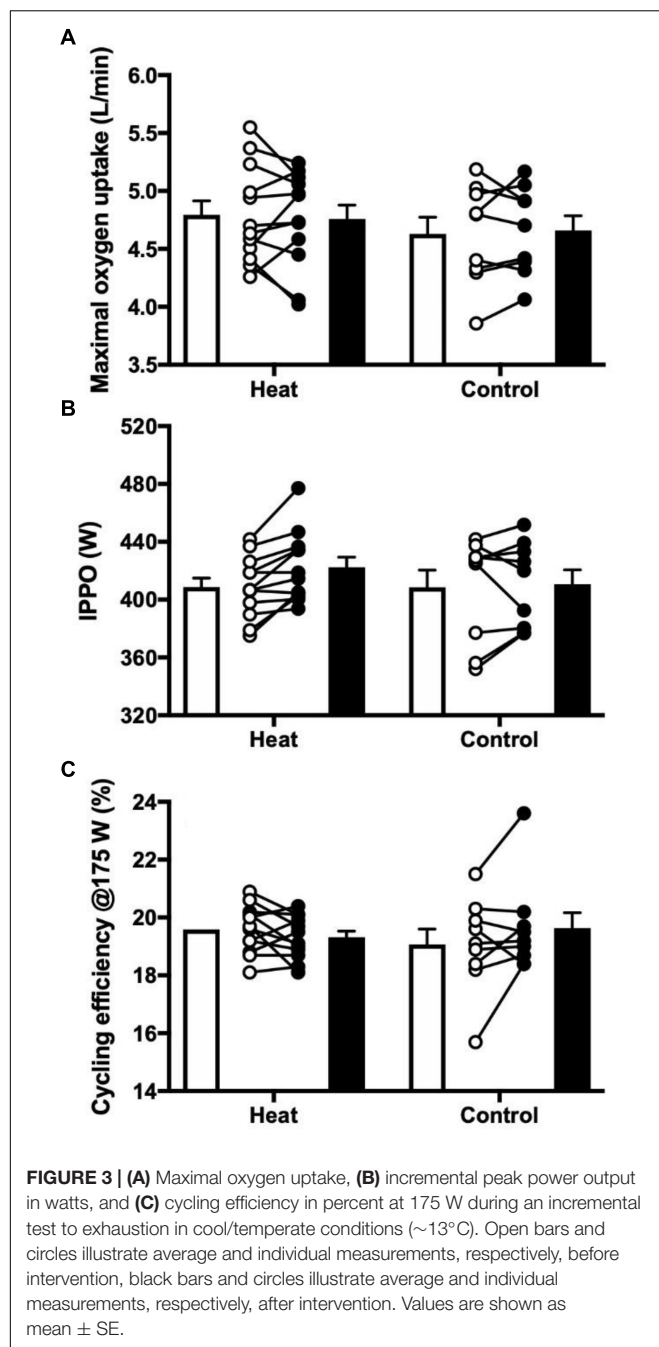 A
Maximal oxygen uptake (L/min)
6.0
5.5
5.0
4.5
4.0
3.5
Heat
Control
B
IPPO (W)
520
480
440
400
360
320
Heat
Control
C
Cycling efficiency @175 W (%)
24
22
20
18
16
14
Heat
Control
FIGURE 3 | (A) Maximal oxygen uptake, (B) incremental peak power output
in watts, and (C) cycling efficiency in percent at 175 W during an incremental
test to exhaustion in cool/temperate conditions (∼13°C). Open bars and
circles illustrate average and individual measurements, respectively, before
intervention, black bars and circles illustrate average and individual
measurements, respectively, after intervention. Values are shown as
mean ± SE.